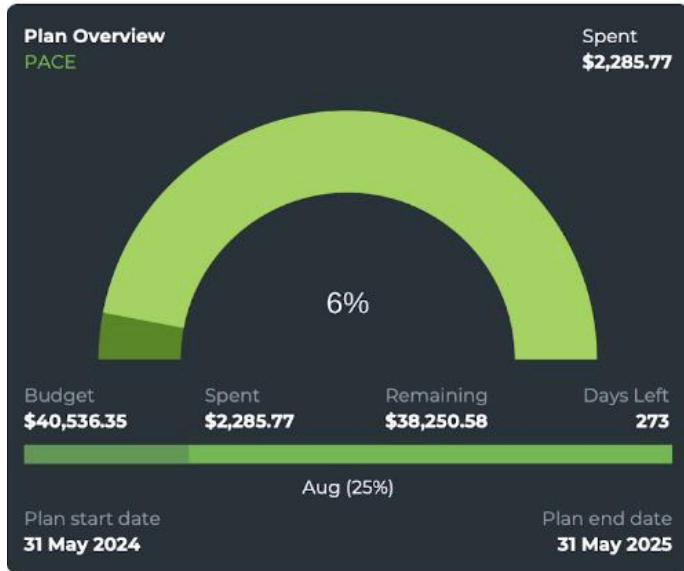 Plan Overview
Spent
PACE
$2,285.77
6%
Budget
Spent
Remaining
Days Left
$40,536.35
$2,285.77
$38,250.58
273
Aug (25%)
Plan start date
Plan end date
31 May 2024
31 May 2025